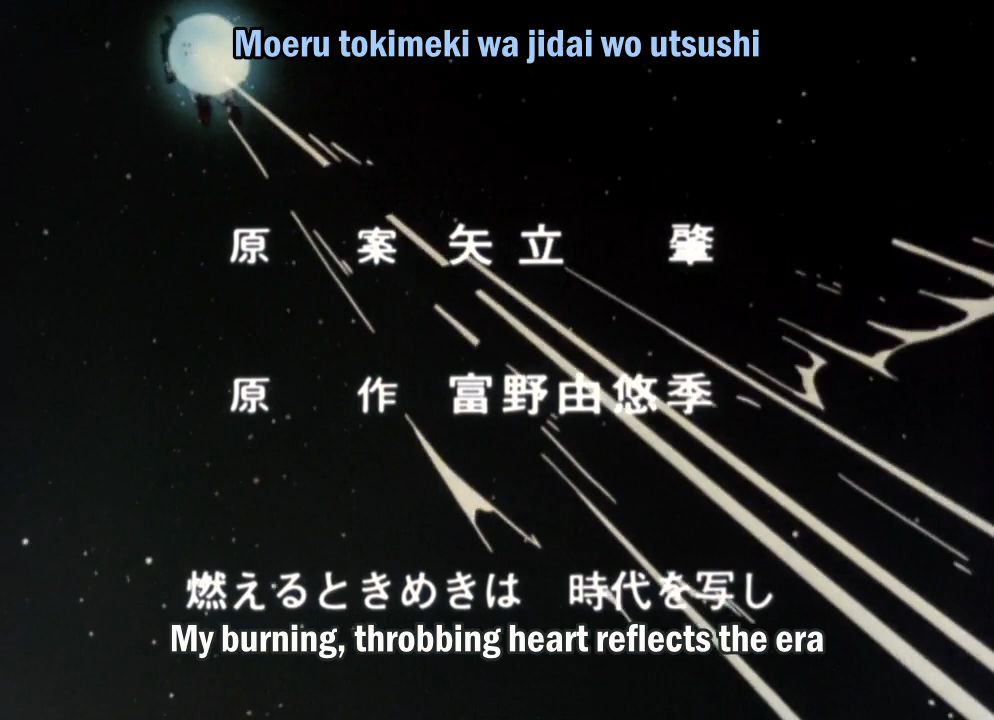 Moeru tokimeki wa jidai wo utsushi
原 案 矢立 肇
原 作 富野由悠季
燃えるときめきは 時代を写し
My burning, throbbing heart reflects the era